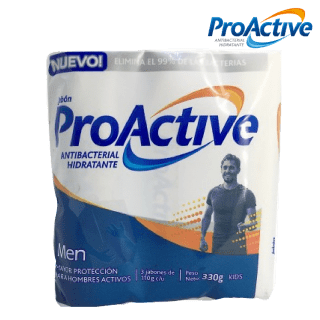 ProActive
ANTIBACTERIAL
HIDRATANTE
¡NUEVO!
ELIMINA EL 99% DE LAS BACTERIAS
Jabón
ProActive
ANTIBACTERIAL
HIDRATANTE
Men
MAYOR PROTECCIÓN
PARA HOMBRES ACTIVOS
3 jabones de
110g c/u
Peso
Neto
330g